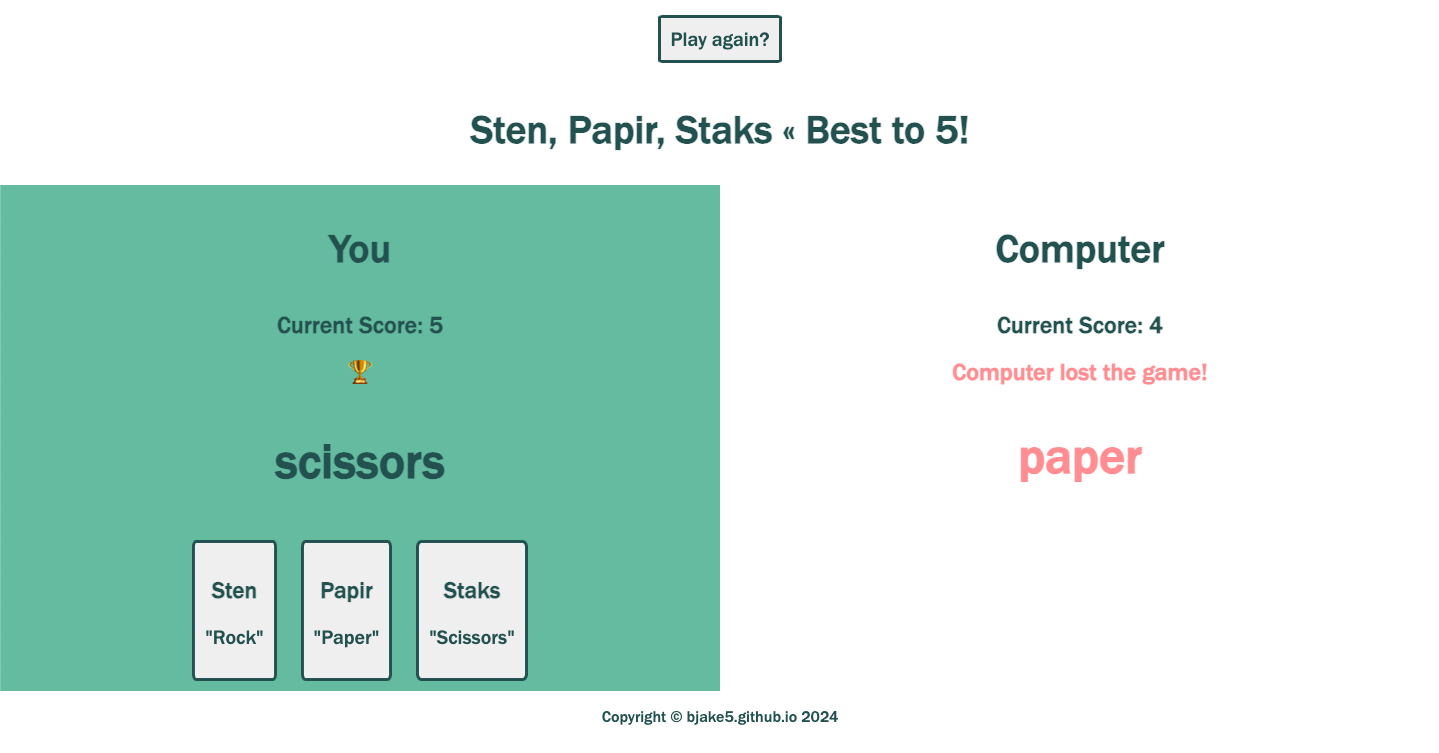 Play again?
Sten, Papir, Staks « Best to 5!
You
Current Score: 5
🏆
scissors
Sten
"Rock"
Papir
"Paper"
Staks
"Scissors"
Computer
Current Score: 4
Computer lost the game!
paper
Copyright © bjake5.github.io 2024